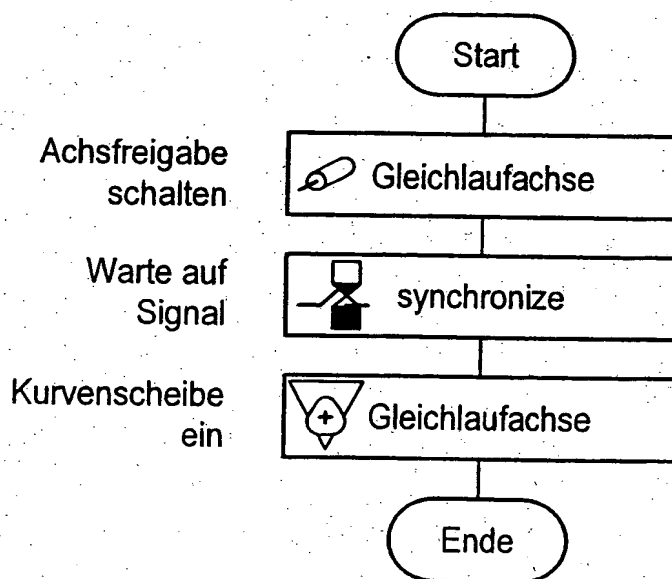 Start
Achsfreigabe
schalten
Gleichlaufachse
Warte auf
Signal
synchronize
Kurvenscheibe
ein
Gleichlaufachse
Ende